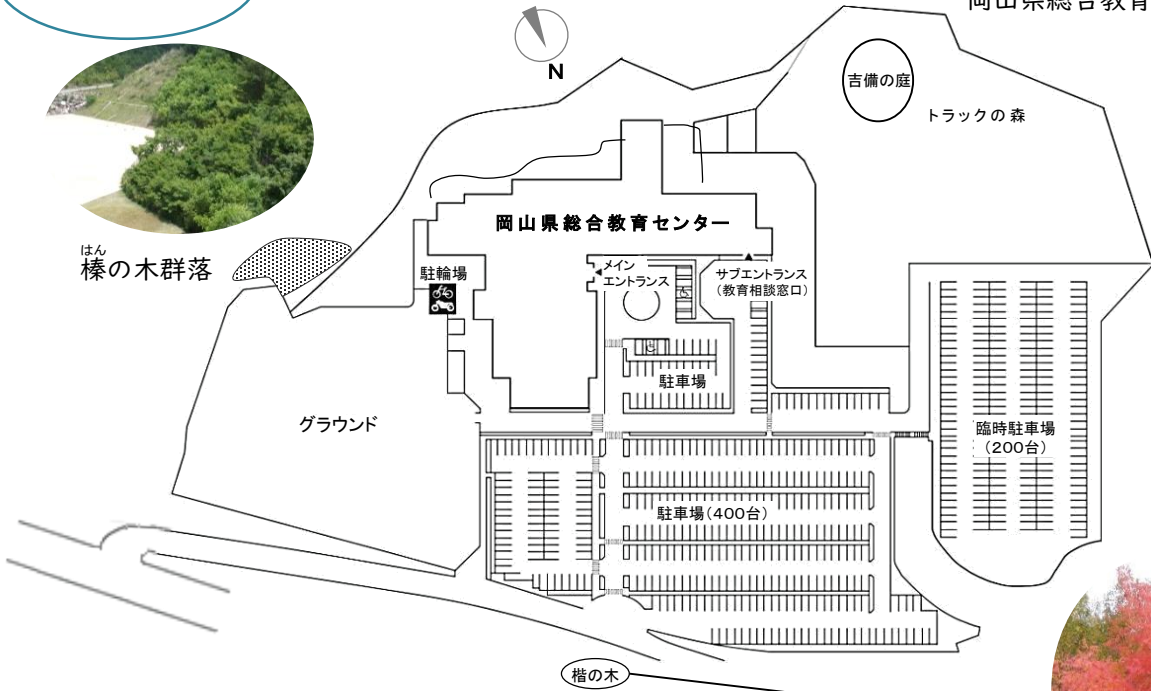 岡山県総合教育
N
吉備の庭
トラックの森
岡山県総合教育センター
はん
榛の木群落
駐輪場
メイン
エントランス
サブエントランス
（教育相談窓口）
駐車場
グラウンド
臨時駐車場
（200台）
駐車場（400台）
楷の木